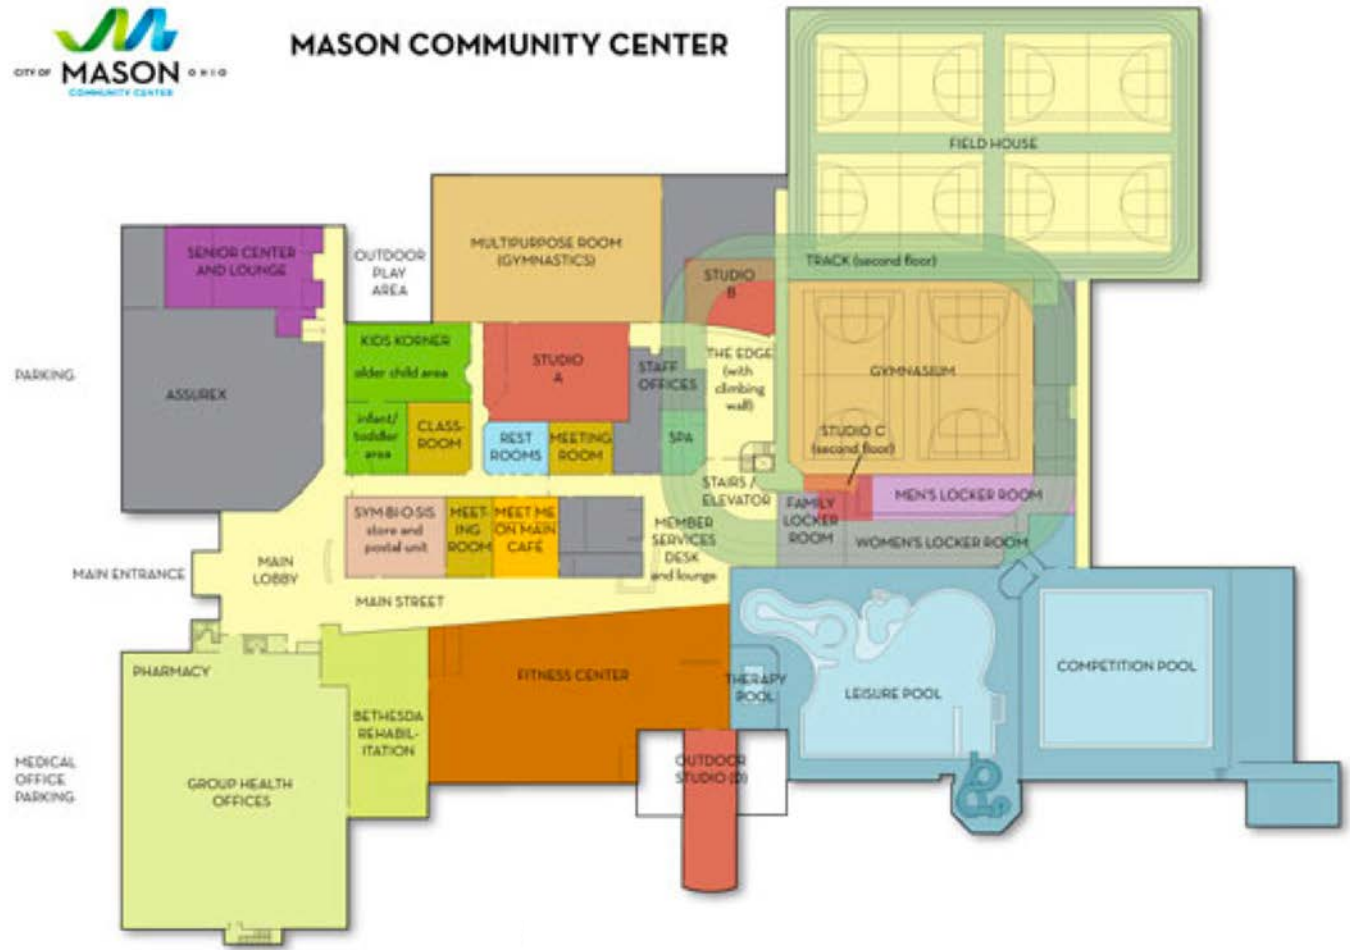 CITY OF MASON OHIO
COMMUNITY CENTER
MASON COMMUNITY CENTER
FIELD HOUSE
MULTIPURPOSE ROOM
(GYMNASTICS)
SENIOR CENTER
AND LOUNGE
OUTDOOR
PLAY
AREA
TRACK (second floor)
STUDIO
B
KIDS KORNER
older child area
STUDIO
A
THE EDGE
(with
climbing
wall)
STAFF
OFFICES
GYMNASIUM
PARKING
ASSUREX
infant/
toddler
area
CLASS-
ROOM
REST
ROOMS
MEETING
ROOM
SPA
STUDIO C
(second floor)
STAIRS /
ELEVATOR
MEN'S LOCKER ROOM
FAMILY
LOCKER
ROOM
WOMEN'S LOCKER ROOM
SYM·BI·O·SIS
store and
postal unit
MEET-
ING
ROOM
MEET ME
ON MAIN
CAFÉ
MEMBER
SERVICES
DESK
and lounge
MAIN ENTRANCE
MAIN
LOBBY
MAIN STREET
PHARMACY
FITNESS CENTER
THERAPY
POOL
LEISURE POOL
COMPETITION POOL
BETHESDA
REHABIL-
ITATION
MEDICAL
OFFICE
PARKING
GROUP HEALTH
OFFICES
OUTDOOR
STUDIO (D)